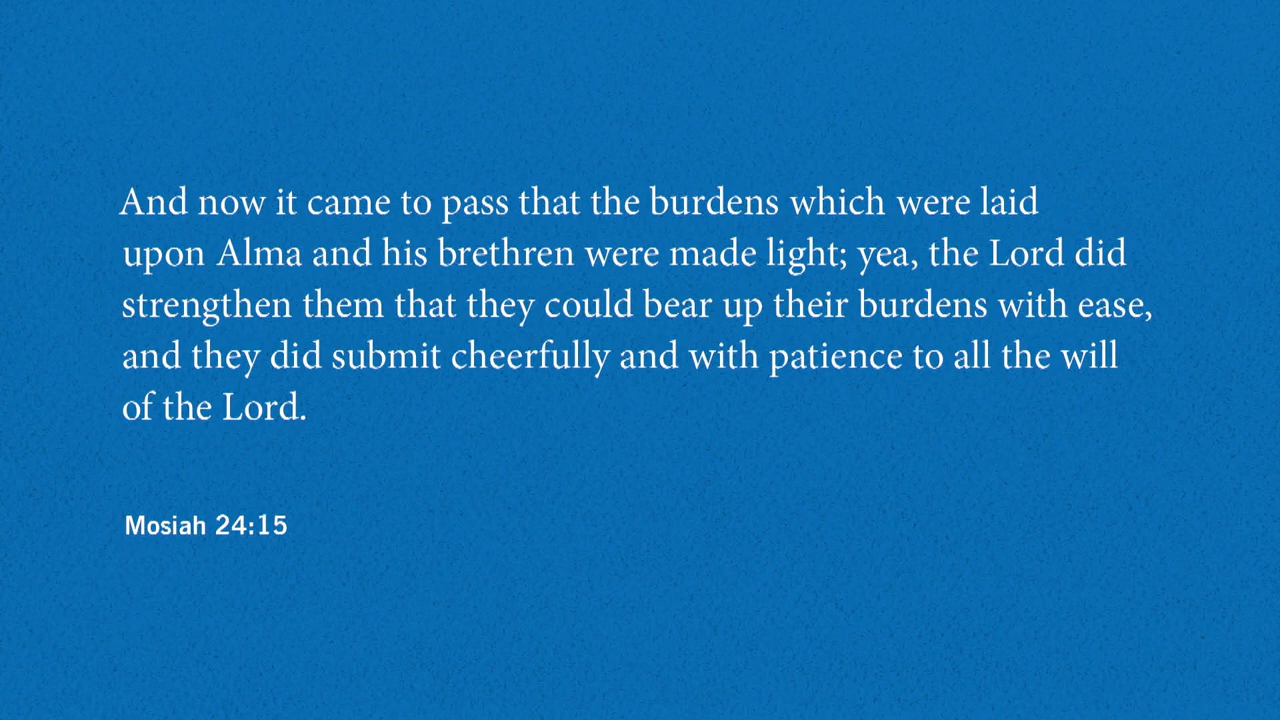 And now it came to pass that the burdens which were laid
upon Alma and his brethren were made light; yea, the Lord did
strengthen them that they could bear up their burdens with ease,
and they did submit cheerfully and with patience to all the will
of the Lord.
Mosiah 24:15